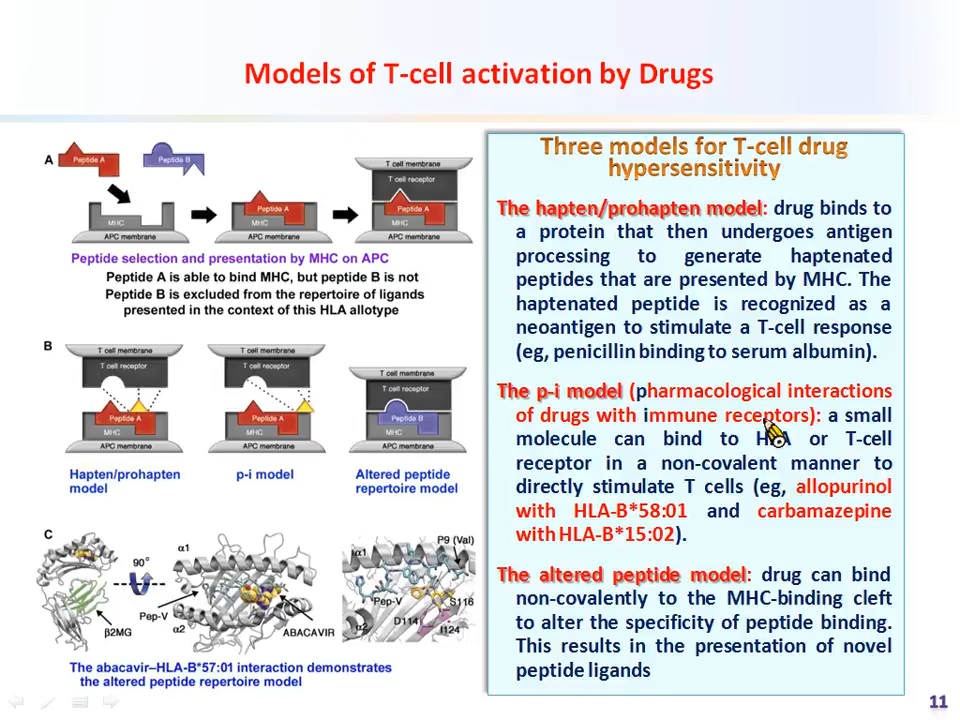 Models of T-cell activation by Drugs
A
Peptide A
Peptide B
MHC
APC membrane
Peptide A
MHC
APC membrane
T cell membrane
T cell receptor
Peptide A
MHC
APC membrane
Peptide selection and presentation by MHC on APC
Peptide A is able to bind MHC, but peptide B is not
Peptide B is excluded from the repertoire of ligands
presented in the context of this HLA allotype
B
T cell membrane
T cell receptor
Peptide A
MHC
APC membrane
Hapten/prohapten
model
T cell membrane
T cell receptor
Peptide A
MHC
APC membrane
p-i model
T cell membrane
T cell receptor
Peptide B
MHC
APC membrane
Altered peptide
repertoire model
C
90°
β2MG
α1
Pep-V
α2
ABACAVIR
α1
P9 (Val)
Pep-V
S116
D114
α2
I124
The abacavir–HLA-B*57:01 interaction demonstrates
the altered peptide repertoire model
Three models for T-cell drug
hypersensitivity
The hapten/prohapten model: drug binds to
a protein that then undergoes antigen
processing to generate haptenated
peptides that are presented by MHC. The
haptenated peptide is recognized as a
neoantigen to stimulate a T-cell response
(eg, penicillin binding to serum albumin).
The p-i model (pharmacological interactions
of drugs with immune receptors): a small
molecule can bind to HLA or T-cell
receptor in a non-covalent manner to
directly stimulate T cells (eg, allopurinol
with HLA-B*58:01 and carbamazepine
with HLA-B*15:02).
The altered peptide model: drug can bind
non-covalently to the MHC-binding cleft
to alter the specificity of peptide binding.
This results in the presentation of novel
peptide ligands
11